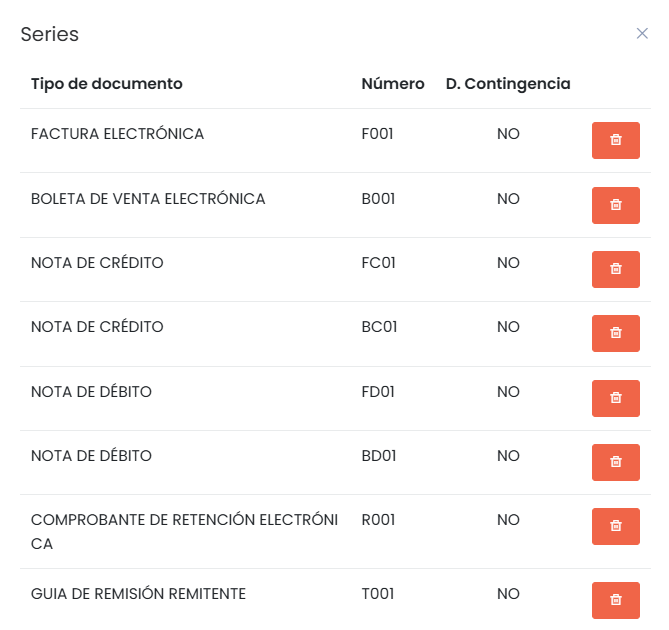 Series
Tipo de documento Número D. Contingencia
FACTURA ELECTRÓNICA F001 NO
BOLETA DE VENTA ELECTRÓNICA B001 NO
NOTA DE CRÉDITO FC01 NO
NOTA DE CRÉDITO BC01 NO
NOTA DE DÉBITO FD01 NO
NOTA DE DÉBITO BD01 NO
COMPROBANTE DE RETENCIÓN ELECTRÓNI R001 NO
CA
GUIA DE REMISIÓN REMITENTE T001 NO